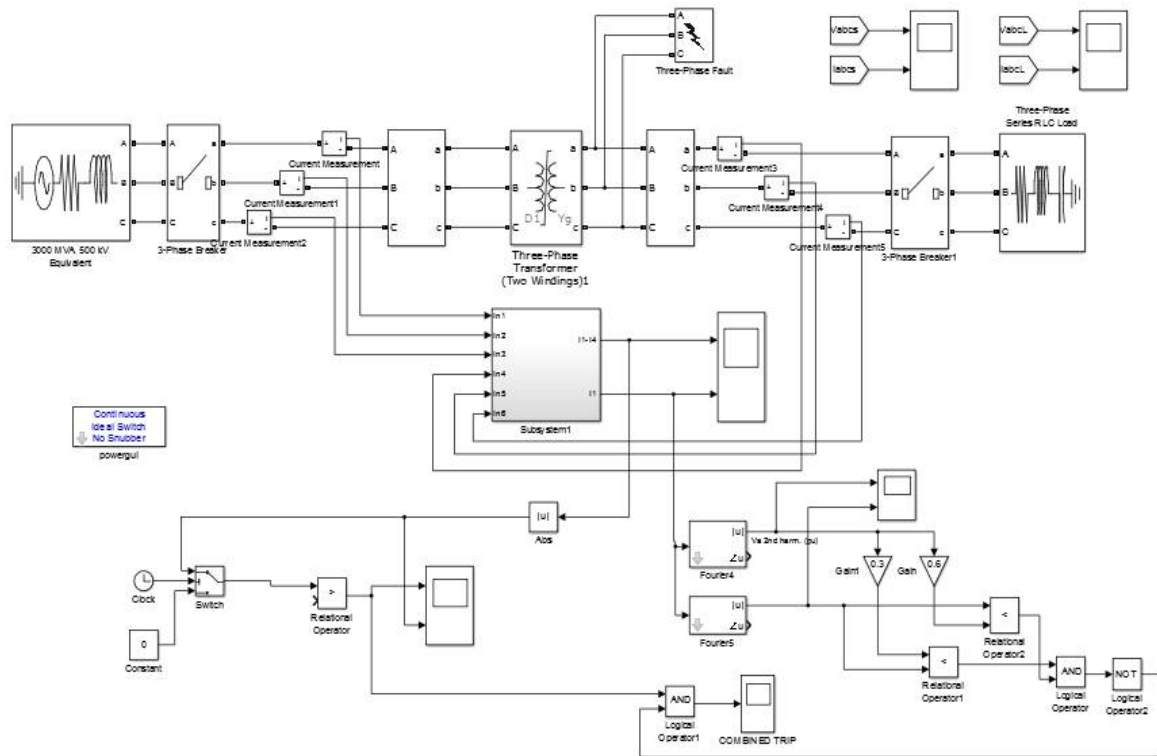 A
B
C
Three-Phase Fault
Vabcs
Iabcs
VabcL
IabcL
Three-Phase
Series RLC Load
A
B
C
3000 MVA, 500 kV
Equivalent
A
B
C
a
b
c
3-Phase Breaker
Current Measurement
Current Measurement1
Current Measurement2
A
B
C
a
b
c
A
B
C
a
b
c
D1
Yg
Three-Phase
Transformer
(Two Windings)1
A
B
C
a
b
c
Current Measurement3
Current Measurement4
Current Measurement5
A
B
C
a
b
c
3-Phase Breaker1
A
B
C
In1
In2
In3
In4
In5
In6
I1-I4
I1
Subsystem1
Continuous
Ideal Switch
No Snubber
powergui
|u|
Abs
Clock
Switch
0
Constant
>
Relational
Operator
|u|
∠u
Fourier4
Va 2nd harm. (pu)
|u|
∠u
Fourier5
0.3
Gain1
0.6
Gain
<
Relational
Operator2
<
Relational
Operator1
AND
Logical
Operator
NOT
Logical
Operator2
AND
Logical
Operator1
COMBINED TRIP